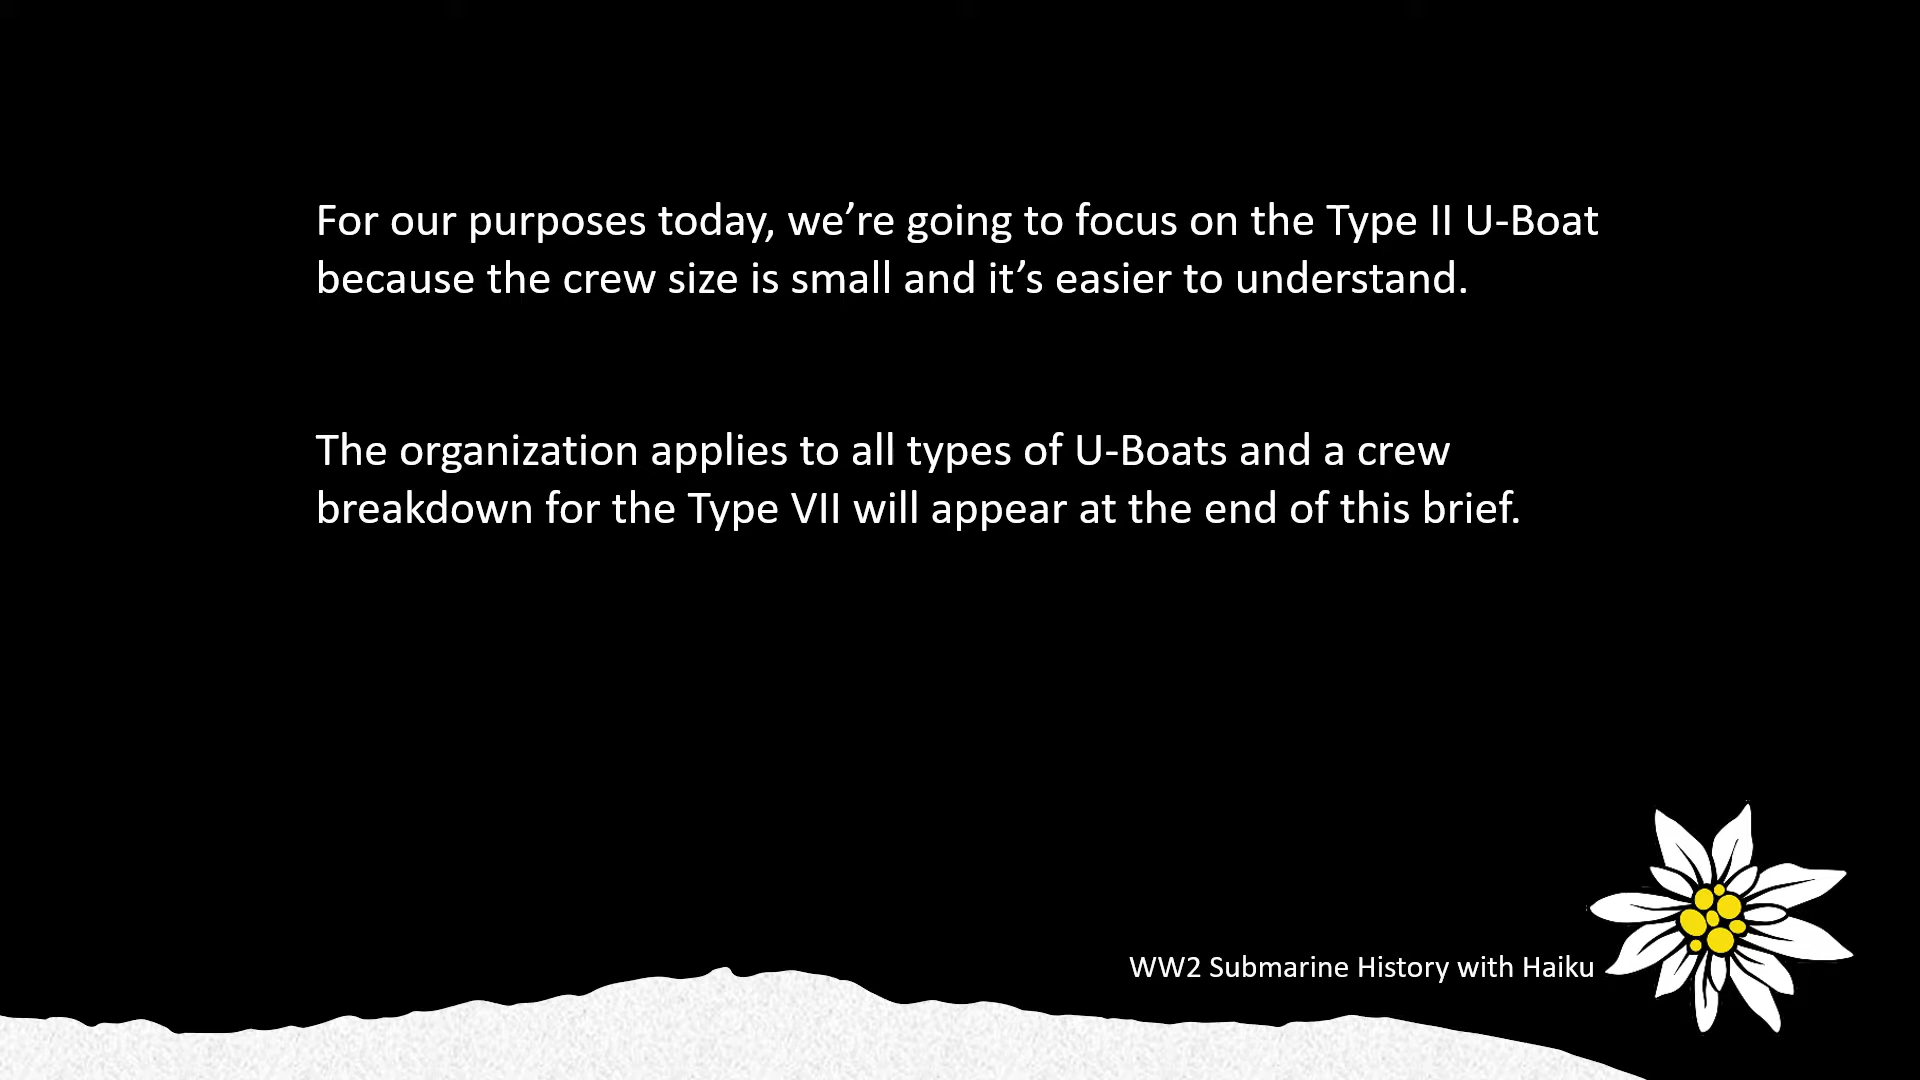 For our purposes today, we’re going to focus on the Type II U-Boat
because the crew size is small and it’s easier to understand.
The organization applies to all types of U-Boats and a crew
breakdown for the Type VII will appear at the end of this brief.
WW2 Submarine History with Haiku